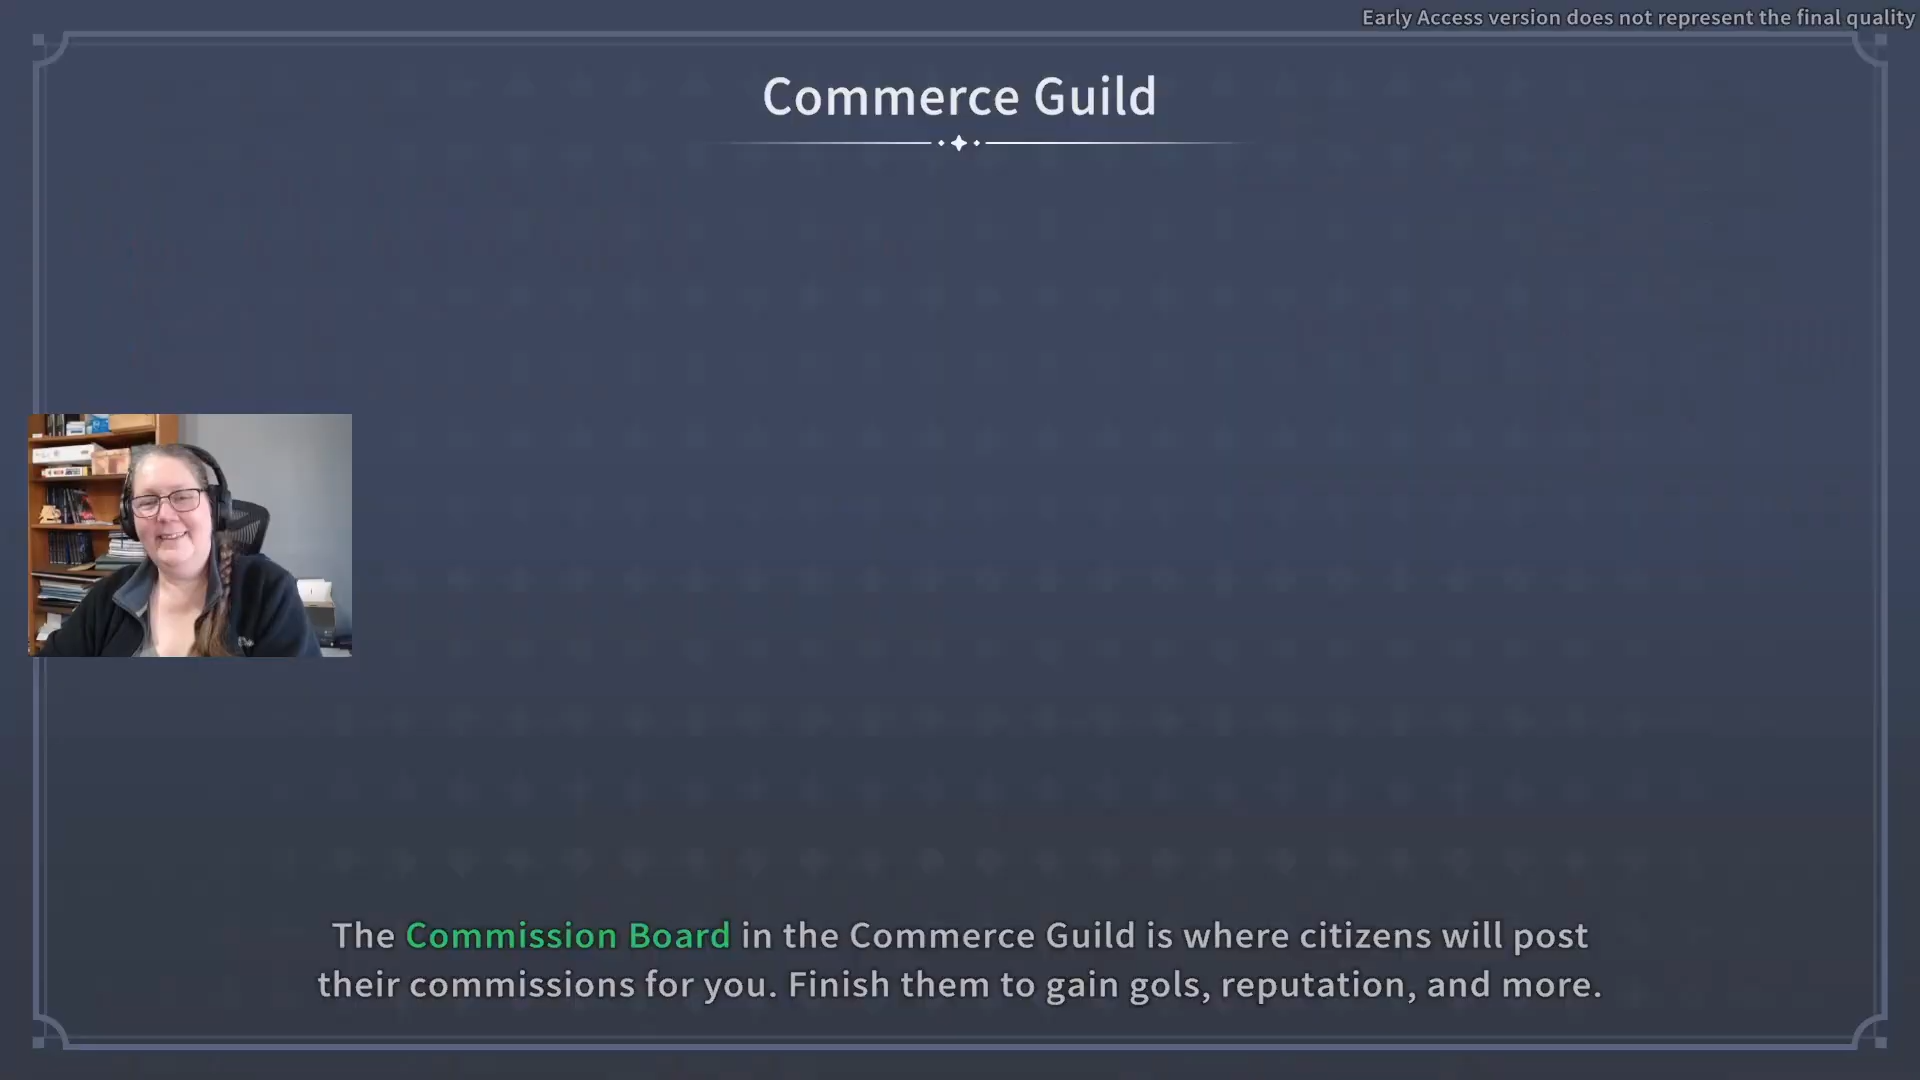 Early Access version does not represent the final quality
Commerce Guild
The Commission Board in the Commerce Guild is where citizens will post
their commissions for you. Finish them to gain gols, reputation, and more.